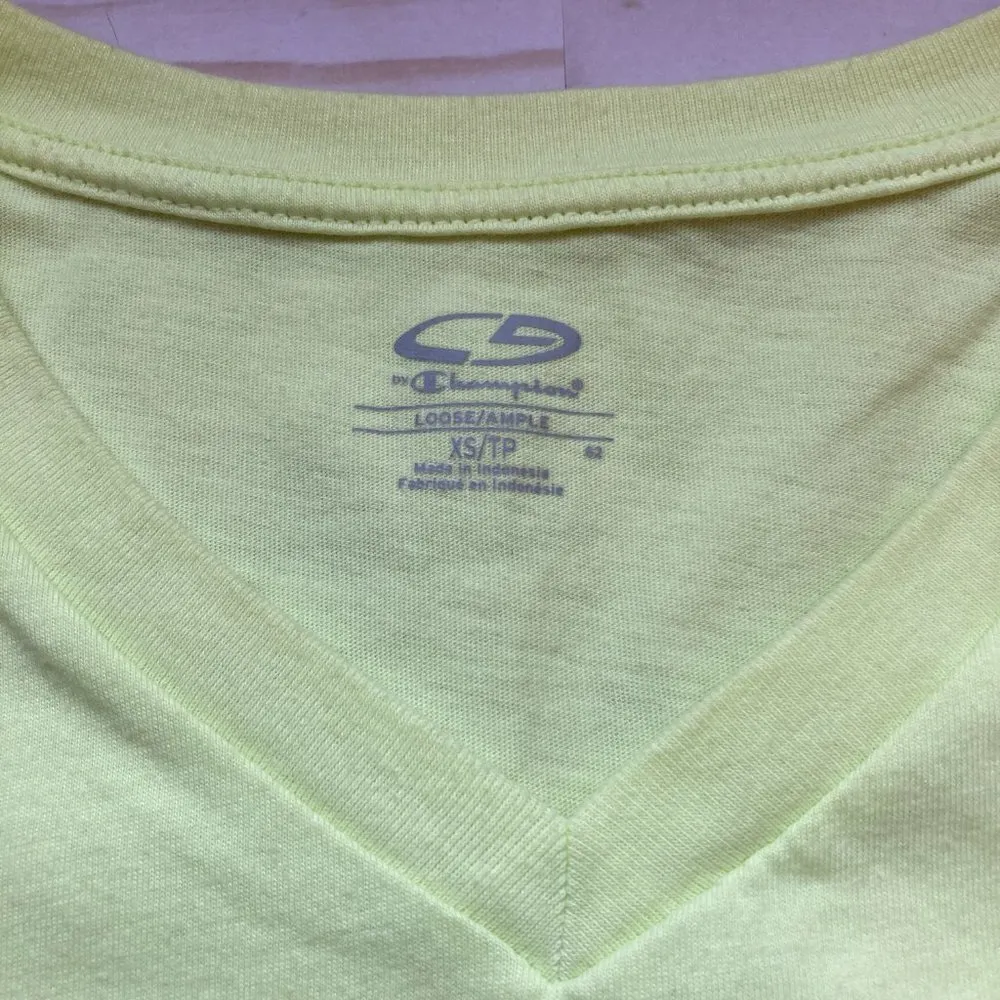 C9
BY Champion®
LOOSE/AMPLE
XS/TP 62
Made in Indonesia
Fabriqué en Indonésie